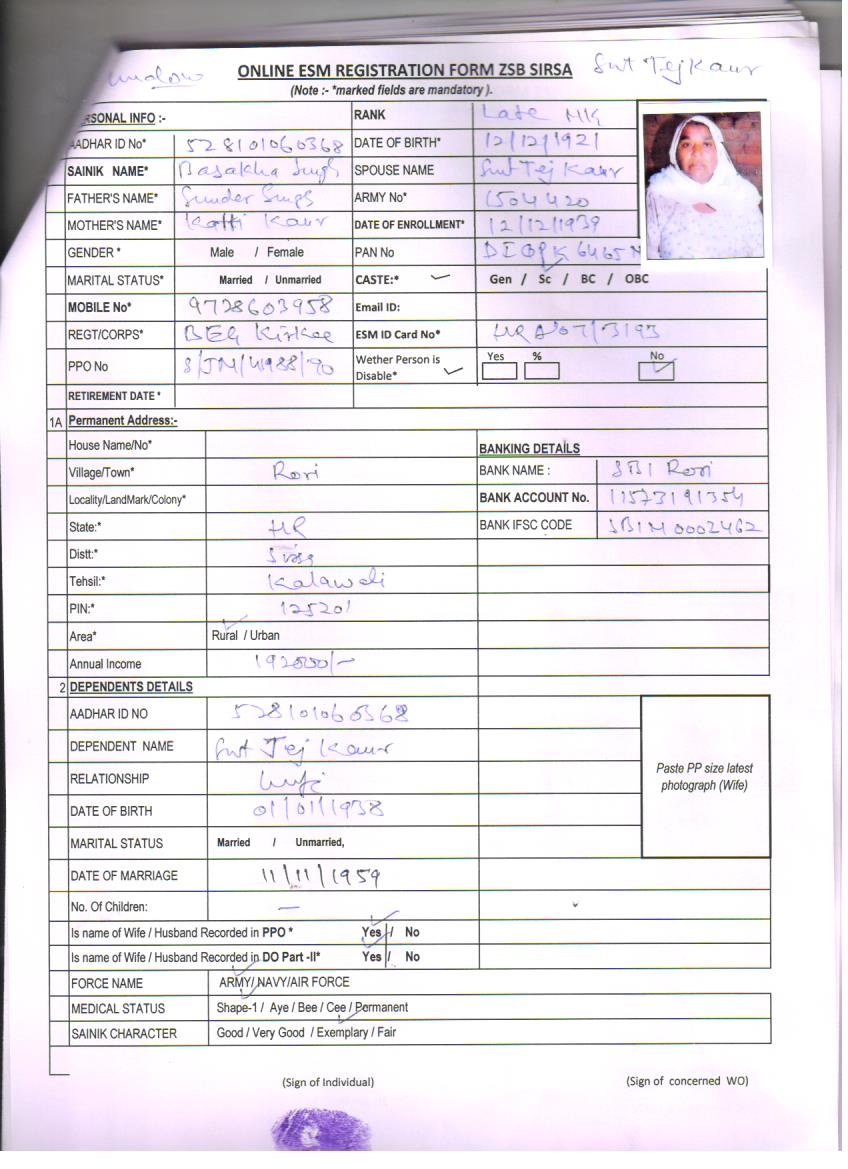 widow ONLINE ESM REGISTRATION FORM ZSB SIRSA Smt Tej Kaur
(Note :- *marked fields are mandatory ).
ERSONAL INFO :- RANK Late NK
AADHAR ID No* 528101060368 DATE OF BIRTH* 12/12/1921
SAINIK NAME* Basakha Singh SPOUSE NAME Smt Tej Kaur
FATHER'S NAME* Sunder Singh ARMY No* 1504420
MOTHER'S NAME* Katti Kaur DATE OF ENROLLMENT* 12/12/1939
GENDER * Male / Female PAN No DIOPK6465N
MARITAL STATUS* Married / Unmarried CASTE:* Gen / Sc / BC / OBC
MOBILE No* 9728603958 Email ID:
REGT/CORPS* BEG Kirkee ESM ID Card No* HRA07/3193
PPO No S/JM/41988/90 Wether Person is Disable* Yes % No
RETIREMENT DATE *
1A Permanent Address:-
House Name/No* BANKING DETAILS
Village/Town* Rori BANK NAME : SBI Rori
Locality/LandMark/Colony* BANK ACCOUNT No. 11573191354
State:* HR BANK IFSC CODE SBIN0002462
Distt:* Sirsa
Tehsil:* Kalawali
PIN:* 125201
Area* Rural / Urban
Annual Income 192000/-
2 DEPENDENTS DETAILS
AADHAR ID NO 528101060368
DEPENDENT NAME Smt Tej Kaur
RELATIONSHIP Wife
Paste PP size latest
photograph (Wife)
DATE OF BIRTH 01/01/1938
MARITAL STATUS Married / Unmarried,
DATE OF MARRIAGE 11/11/1959
No. Of Children: —
Is name of Wife / Husband Recorded in PPO * Yes / No
Is name of Wife / Husband Recorded in DO Part -II* Yes / No
FORCE NAME ARMY/ NAVY/AIR FORCE
MEDICAL STATUS Shape-1 / Aye / Bee / Cee / Permanent
SAINIK CHARACTER Good / Very Good / Exemplary / Fair
(Sign of Individual) (Sign of concerned WO)